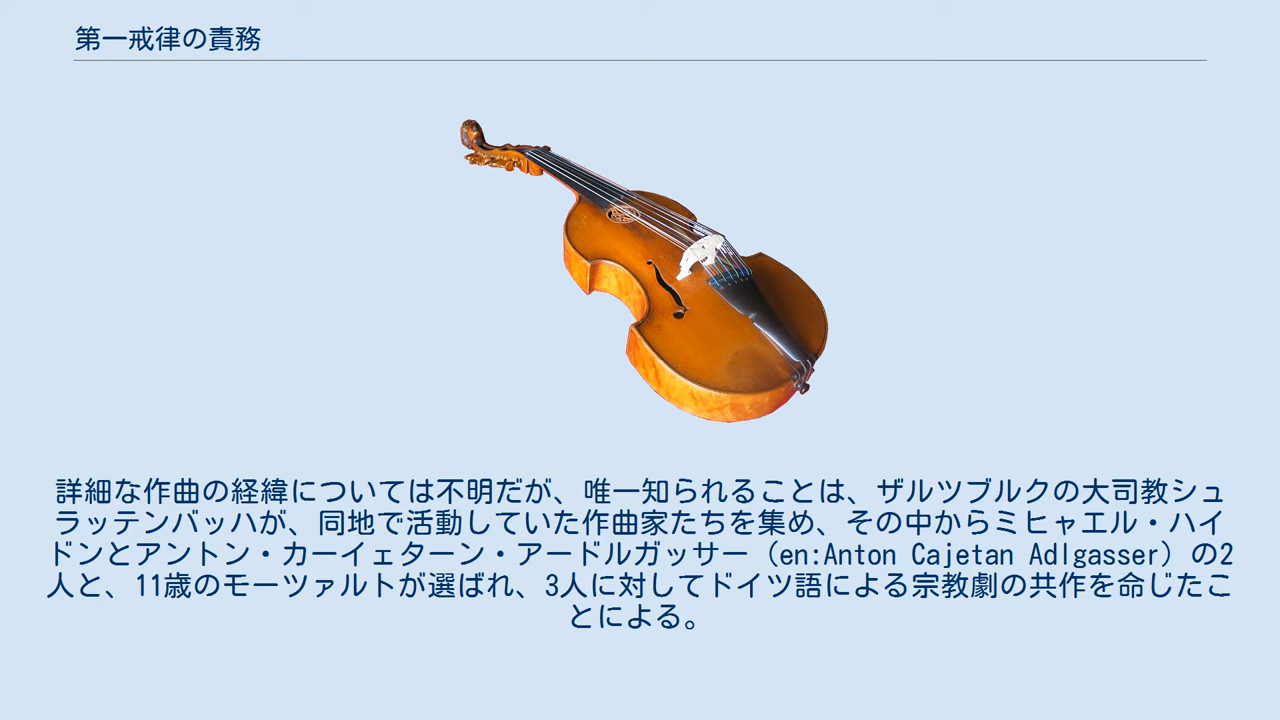 第一戒律の責務
詳細な作曲の経緯については不明だが、唯一知られることは、ザルツブルクの大司教シュ
ラッテンバッハが、同地で活動していた作曲家たちを集め、その中からミヒャエル・ハイ
ドンとアントン・カーイェターン・アードルガッサー（en:Anton Cajetan Adlgasser）の2
人と、11歳のモーツァルトが選ばれ、3人に対してドイツ語による宗教劇の共作を命じたこ
とによる。